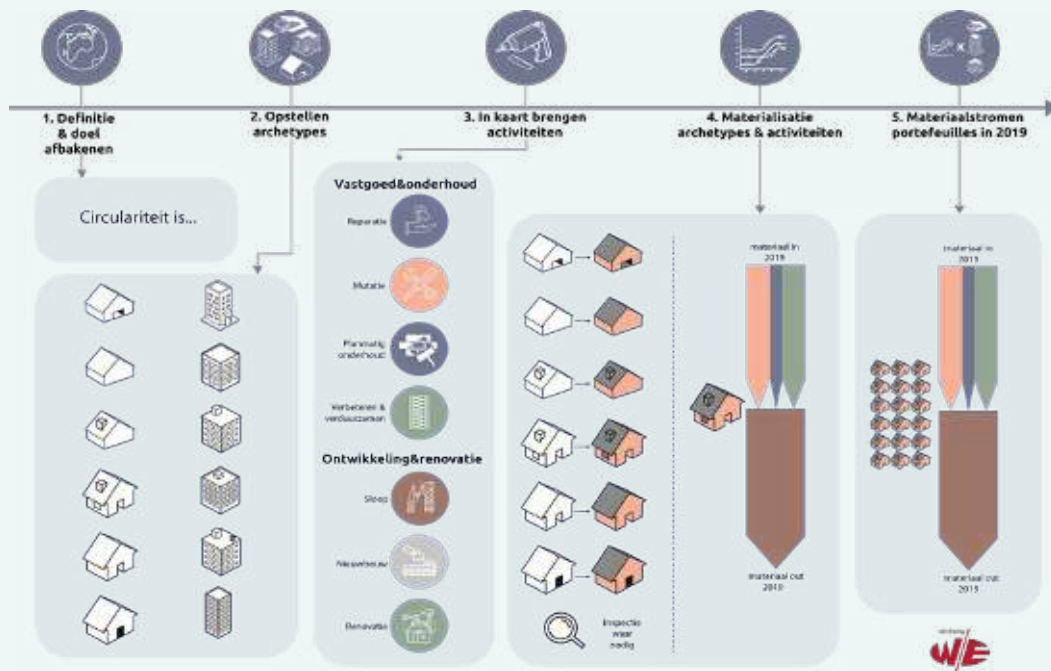 1. Definitie
& doel
afbakenen
2. Opstellen
archetypes
3. In kaart brengen
activiteiten
4. Materialisatie
archetypes & activiteiten
5. Materiaalstromen
portefeuilles in 2019
Circulariteit is...
Vastgoed&onderhoud
Reparatie
Mutatie
Planmatig
onderhoud
Verbeteren &
verduurzamen
Ontwikkeling&renovatie
Sloop
Nieuwbouw
Renovatie
Inspectie
waar
nodig
materiaal in
2019
materiaal out
2019
materiaal in
2019
materiaal out
2019
W/E